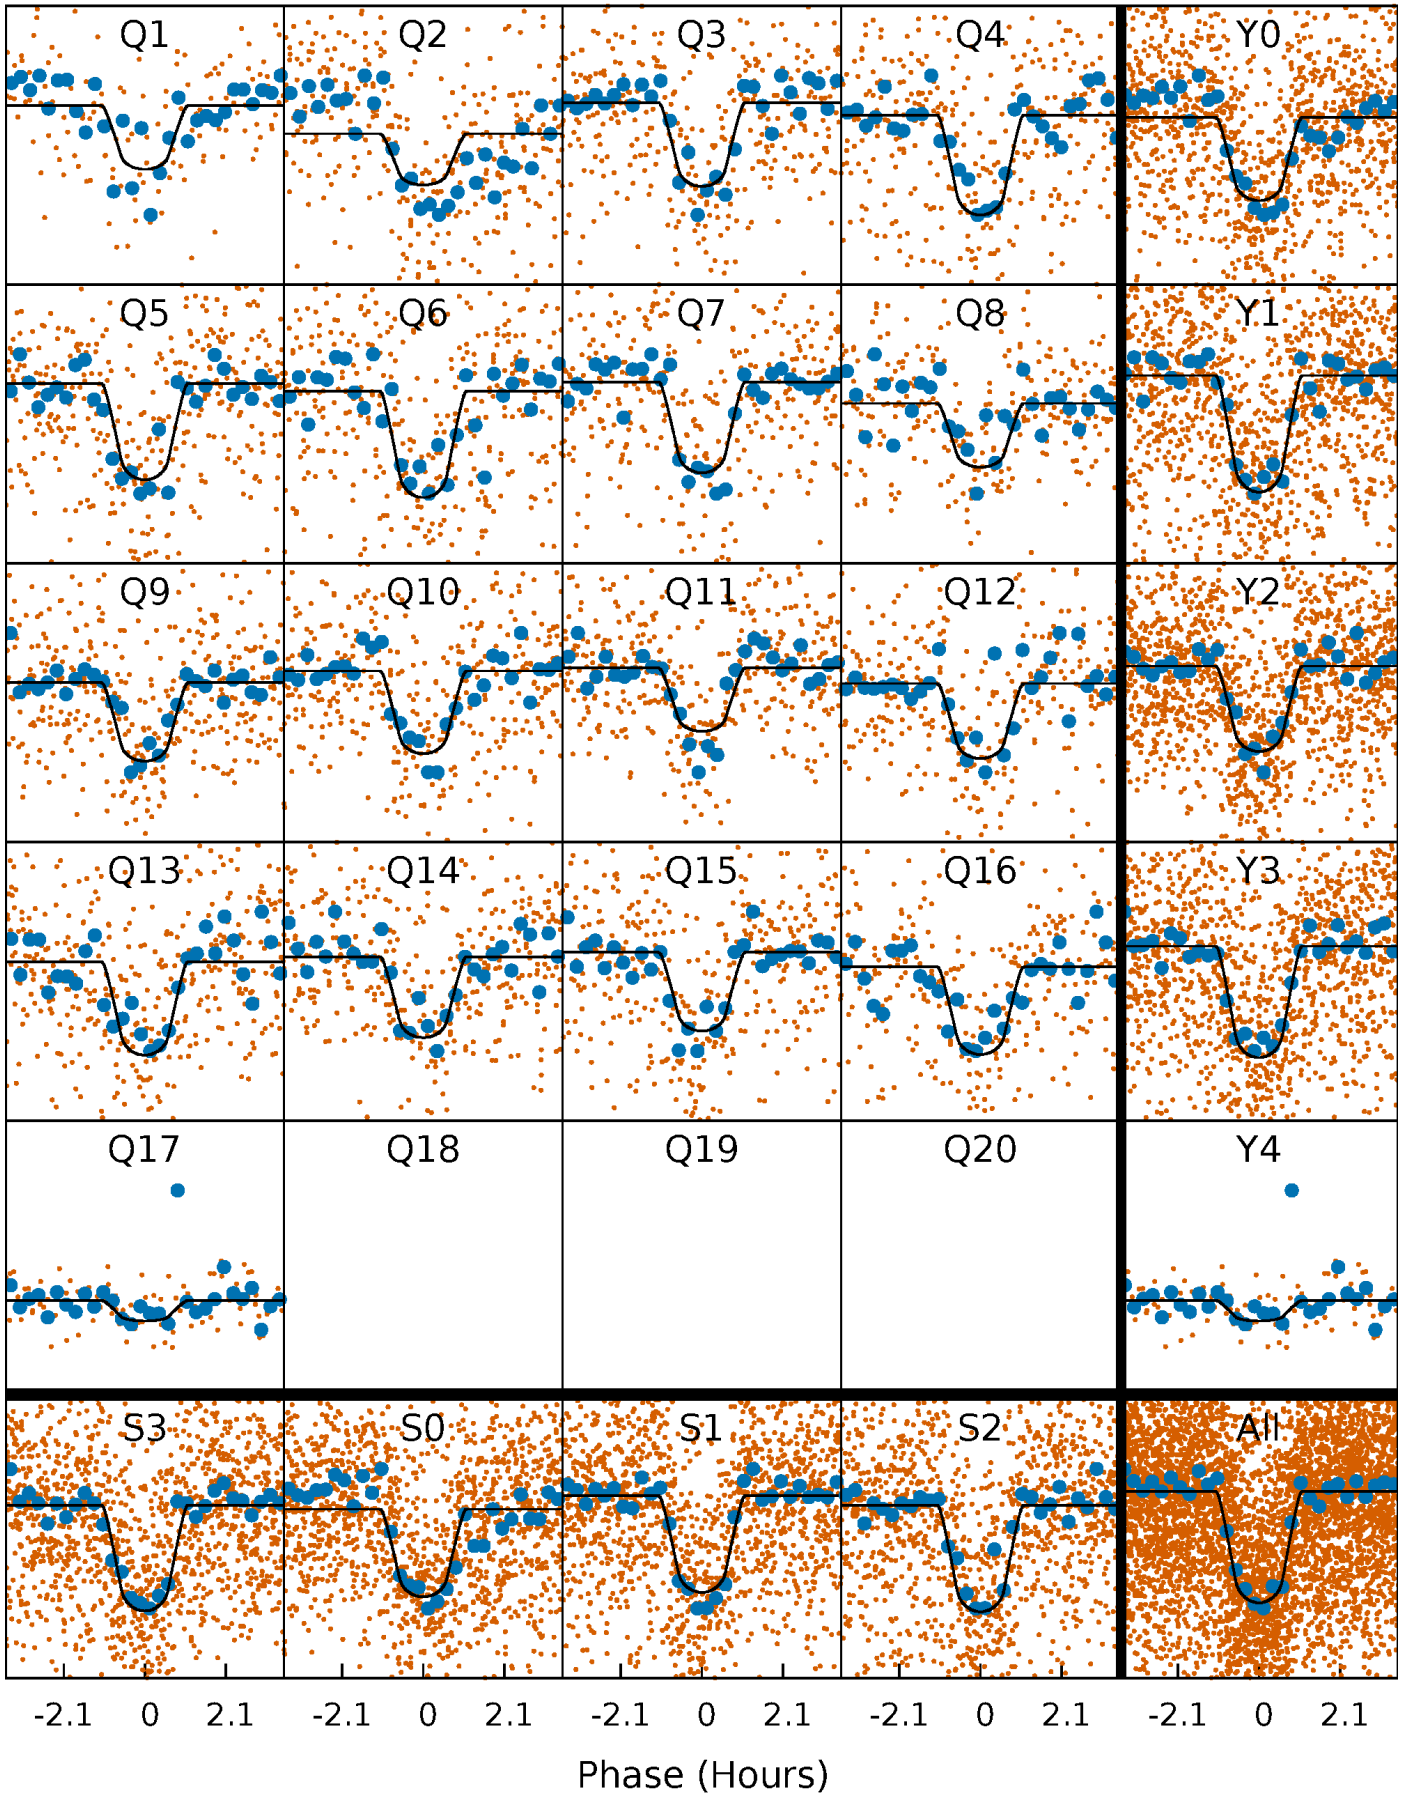 Q1 Q2 Q3 Q4 Y0
Q5 Q6 Q7 Q8 Y1
Q9 Q10 Q11 Q12 Y2
Q13 Q14 Q15 Q16 Y3
Q17 Q18 Q19 Q20 Y4
S3 S0 S1 S2 All
-2.1 0 2.1 -2.1 0 2.1 -2.1 0 2.1 -2.1 0 2.1 -2.1 0 2.1
Phase (Hours)